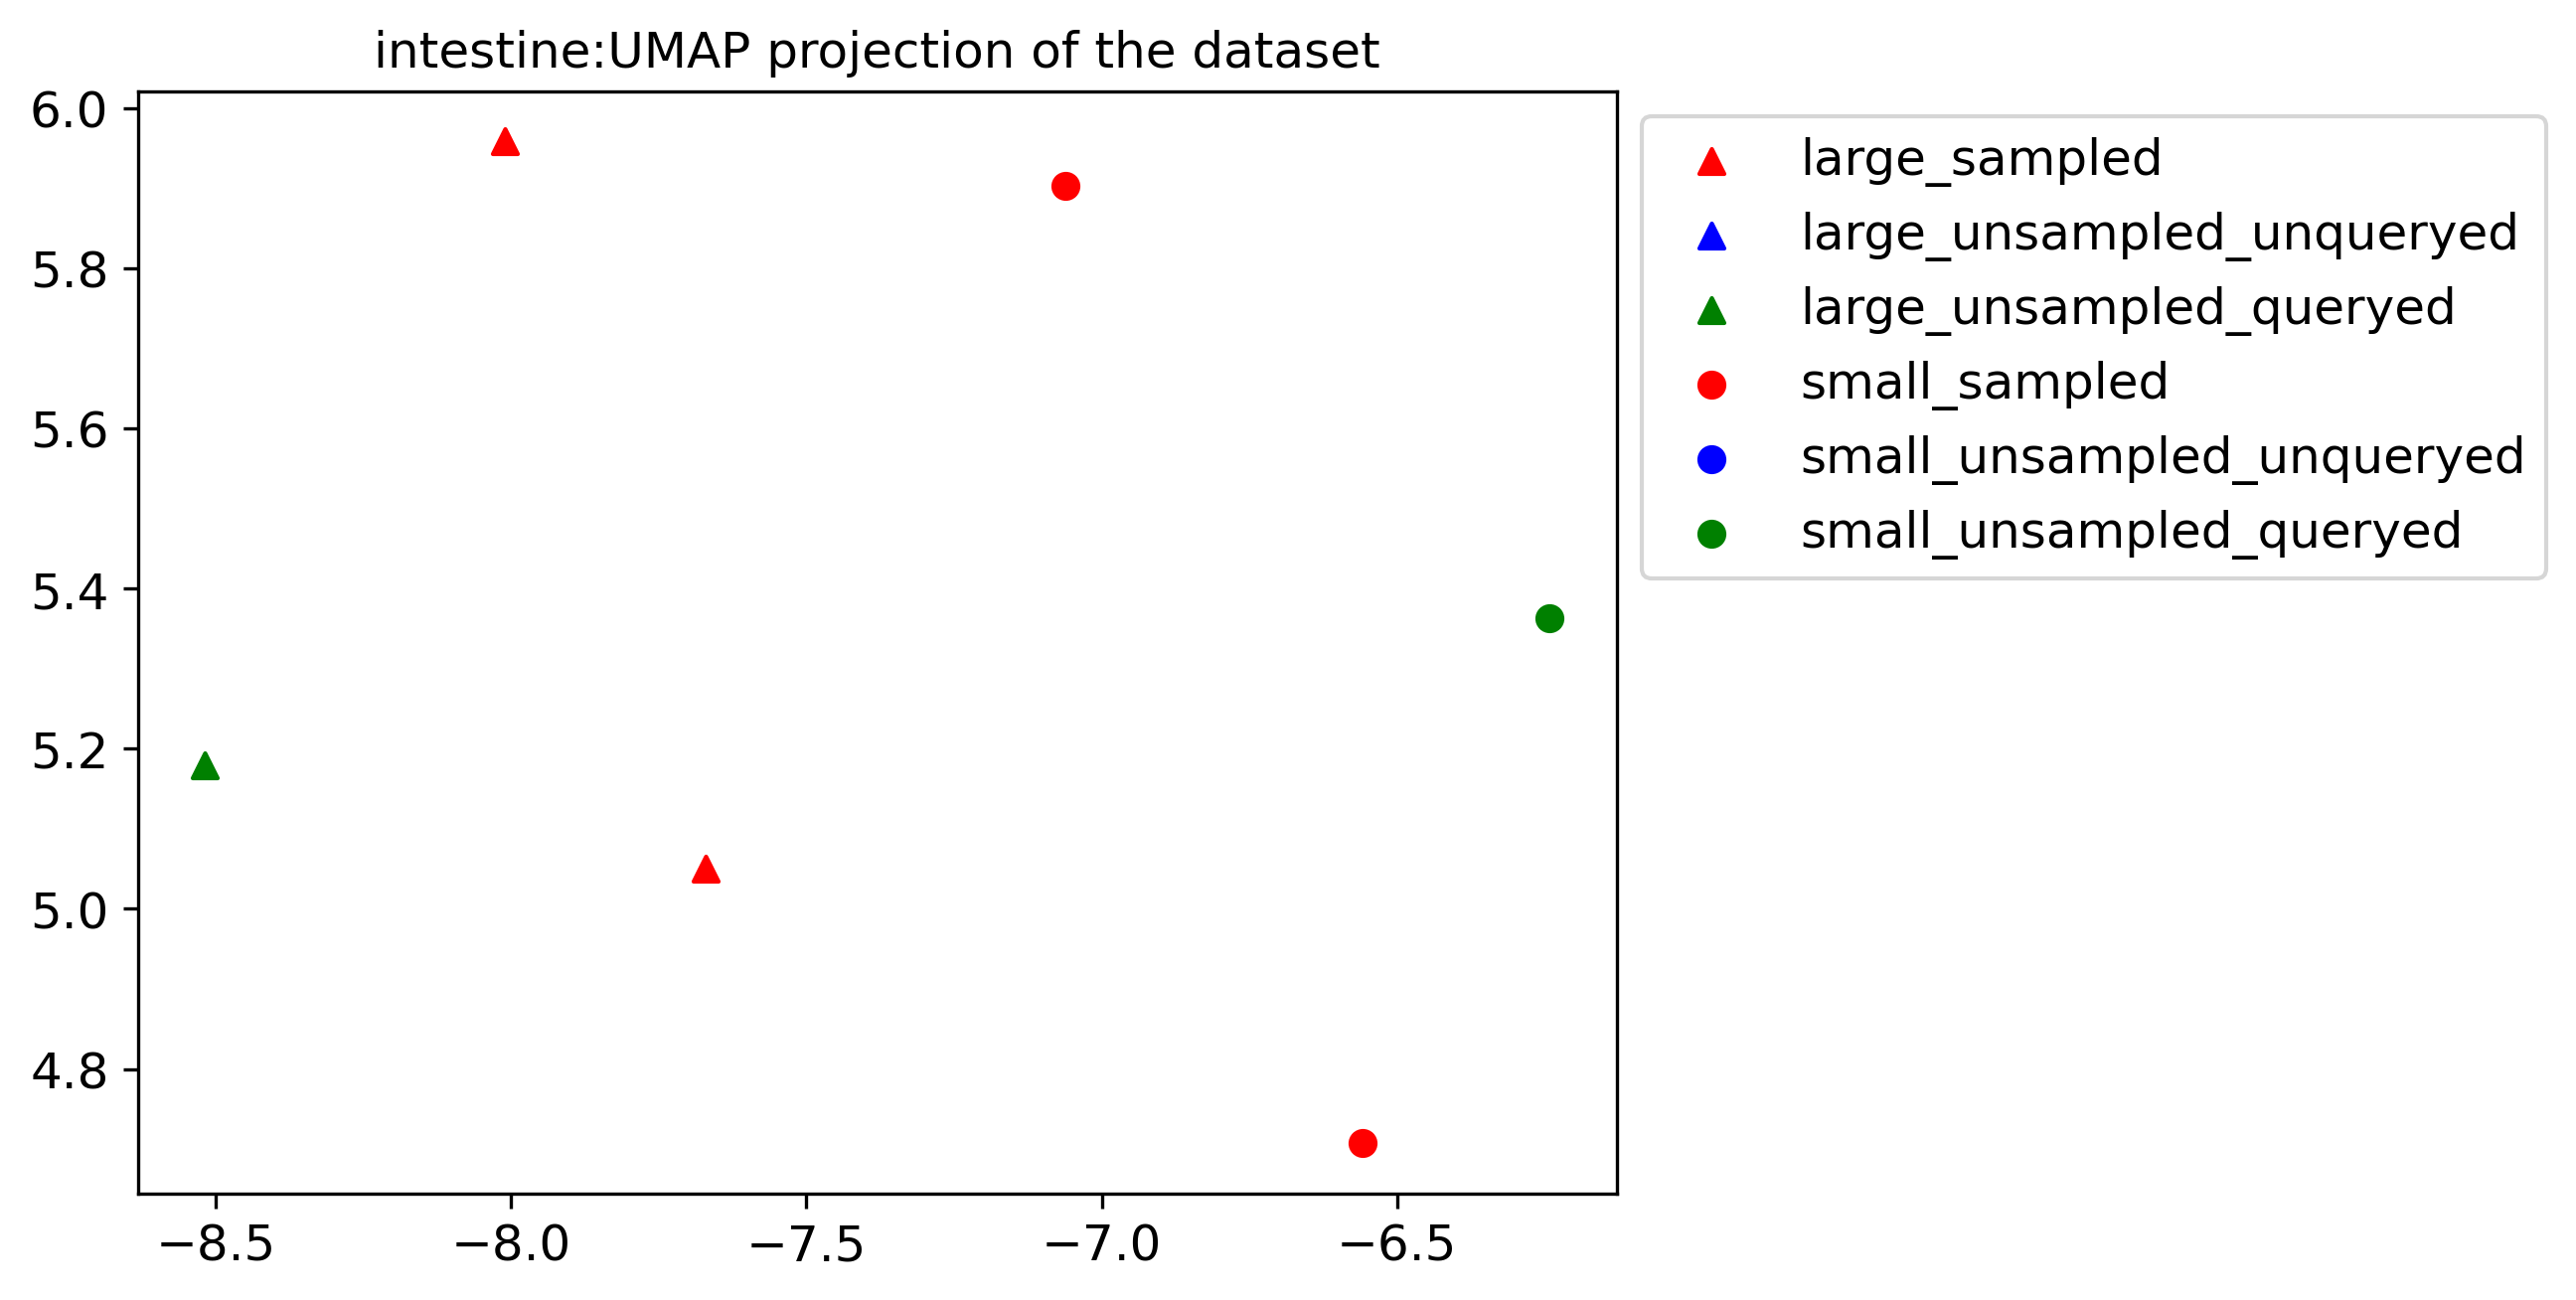 intestine:UMAP projection of the dataset
6.0
5.8
5.6
5.4
5.2
5.0
4.8
−8.5 −8.0 −7.5 −7.0 −6.5
large_sampled
large_unsampled_unqueryed
large_unsampled_queryed
small_sampled
small_unsampled_unqueryed
small_unsampled_queryed